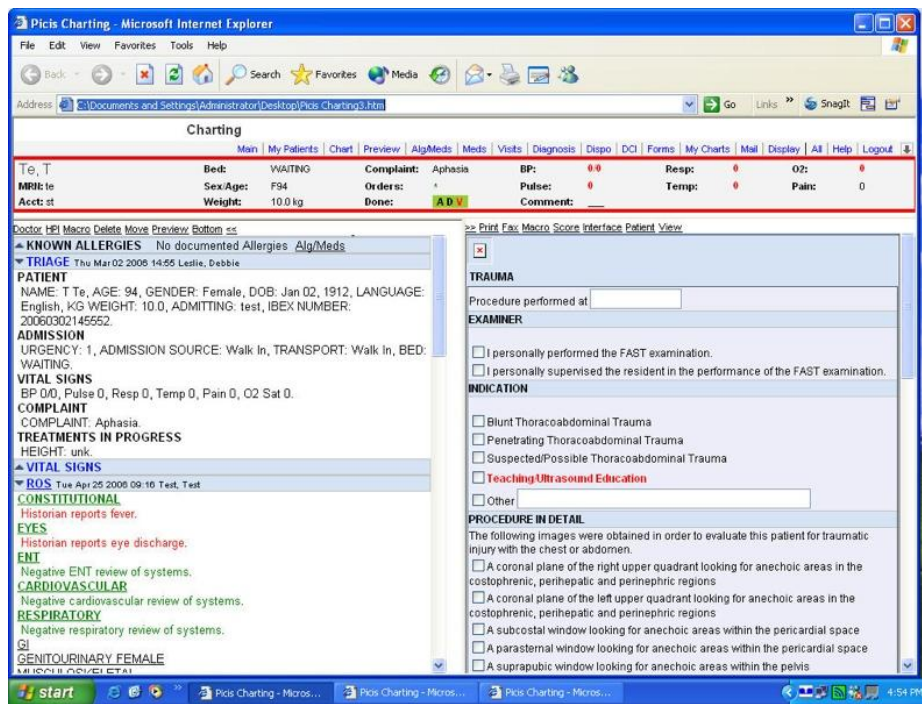 Picis Charting - Microsoft Internet Explorer
File Edit View Favorites Tools Help
Back Search Favorites Media
Address C:\Documents and Settings\Administrator\Desktop\Picis Charting3.htm Go Links » SnagIt
Charting
Main | My Patients | Chart | Preview | Alg/Meds | Meds | Visits | Diagnosis | Dispo | DCI | Forms | My Charts | Mail | Display | All | Help | Logout
Te, T Bed: WAITING Complaint: Aphasia BP: 0/0 Resp: 0 O2: 0
MR#: te Sex/Age: F94 Orders: * Pulse: 0 Temp: 0 Pain: 0
Acct: st Weight: 10.0 kg Done: A D V Comment: ___
Doctor HPI Macro Delete Move Preview Bottom <<
KNOWN ALLERGIES No documented Allergies Alg/Meds
TRIAGE Thu Mar 02 2006 14:55 Leslie, Debbie
PATIENT
NAME: T Te, AGE: 94, GENDER: Female, DOB: Jan 02, 1912, LANGUAGE:
English, KG WEIGHT: 10.0, ADMITTING: test, IBEX NUMBER:
20060302145552.
ADMISSION
URGENCY: 1, ADMISSION SOURCE: Walk In, TRANSPORT: Walk In, BED:
WAITING.
VITAL SIGNS
BP 0/0, Pulse 0, Resp 0, Temp 0, Pain 0, O2 Sat 0.
COMPLAINT
COMPLAINT: Aphasia.
TREATMENTS IN PROGRESS
HEIGHT: unk.
VITAL SIGNS
ROS Tue Apr 25 2006 09:16 Test, Test
CONSTITUTIONAL
Historian reports fever.
EYES
Historian reports eye discharge.
ENT
Negative ENT review of systems.
CARDIOVASCULAR
Negative cardiovascular review of systems.
RESPIRATORY
Negative respiratory review of systems.
GI
GENITOURINARY FEMALE
MUSCULOSKELETAL
>> Print Fax Macro Score Interface Patient View
TRAUMA
Procedure performed at
EXAMINER
I personally performed the FAST examination.
I personally supervised the resident in the performance of the FAST examination.
INDICATION
Blunt Thoracoabdominal Trauma
Penetrating Thoracoabdominal Trauma
Suspected/Possible Thoracoabdominal Trauma
Teaching/Ultrasound Education
Other
PROCEDURE IN DETAIL
The following images were obtained in order to evaluate this patient for traumatic
injury with the chest or abdomen.
A coronal plane of the right upper quadrant looking for anechoic areas in the
costophrenic, perihepatic and perinephric regions
A coronal plane of the left upper quadrant looking for anechoic areas in the
costophrenic, perihepatic and perinephric regions
A subcostal window looking for anechoic areas within the pericardial space
A parasternal window looking for anechoic areas within the pericardial space
A suprapubic window looking for anechoic areas within the pelvis
start » Picis Charting - Micros... Picis Charting - Micros... Picis Charting - Micros... 4:54 PM